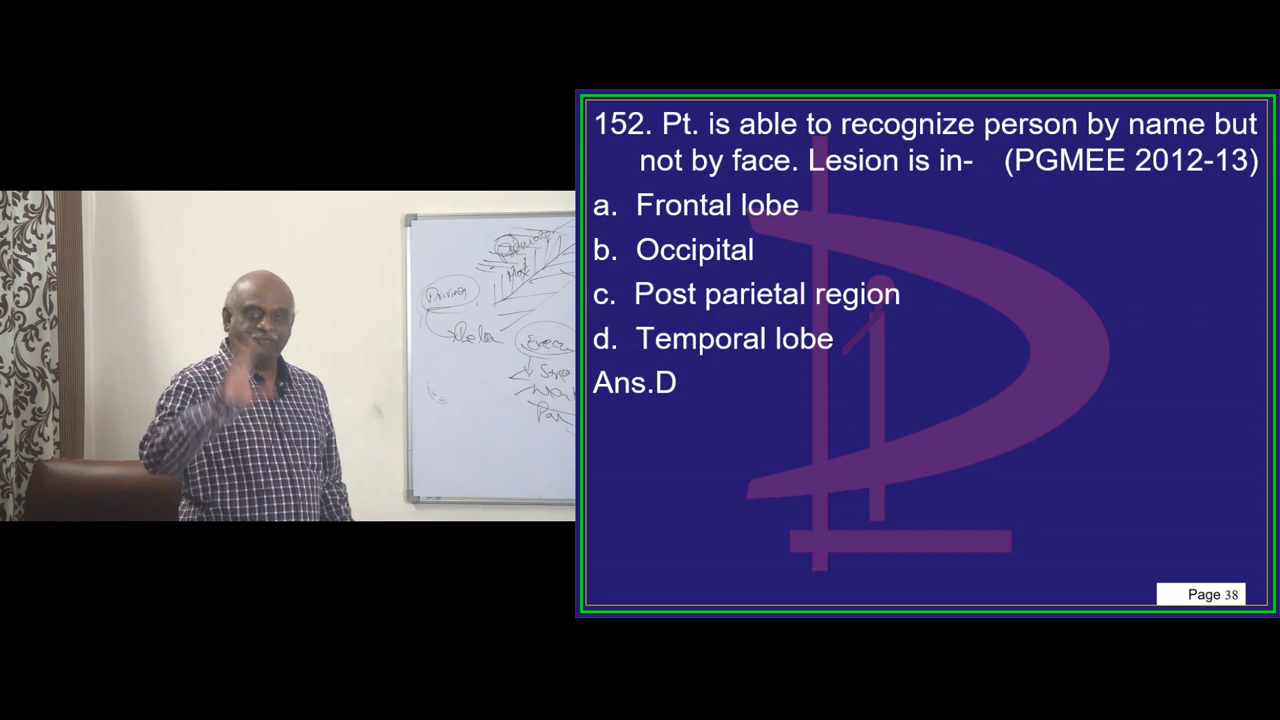 Driving
152. Pt. is able to recognize person by name but
not by face. Lesion is in- (PGMEE 2012-13)
a. Frontal lobe
b. Occipital
c. Post parietal region
d. Temporal lobe
Ans.D
Page 38